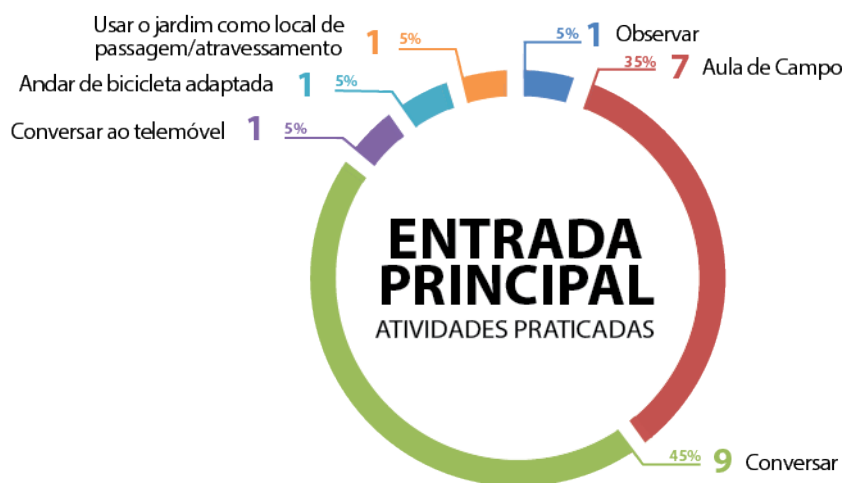 Usar o jardim como local de
passagem/atravessamento 1 5%
5% 1 Observar
35% 7 Aula de Campo
Andar de bicicleta adaptada 1 5%
Conversar ao telemóvel 1 5%
ENTRADA
PRINCIPAL
ATIVIDADES PRATICADAS
45% 9 Conversar